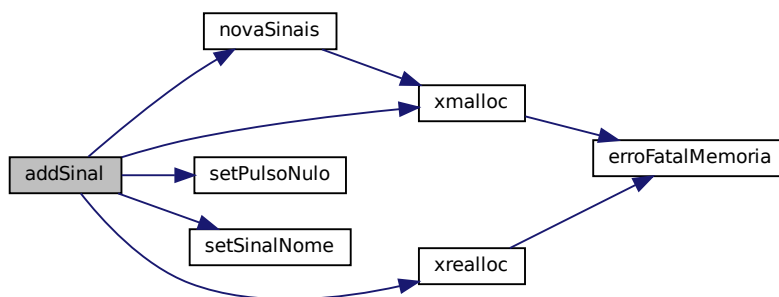 novaSinais
xmalloc
erroFatalMemoria
addSinal
setPulsoNulo
setSinalNome
xrealloc